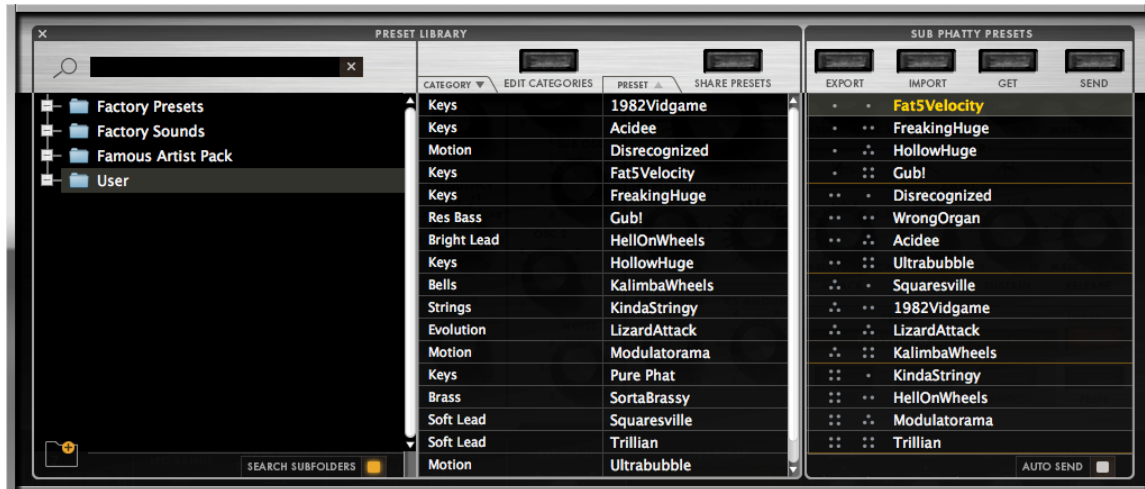 PRESET LIBRARY
SUB PHATTY PRESETS
CATEGORY EDIT CATEGORIES PRESET SHARE PRESETS
EXPORT IMPORT GET SEND
Factory Presets
Factory Sounds
Famous Artist Pack
User
SEARCH SUBFOLDERS
Keys 1982Vidgame
Keys Acidee
Motion Disrecognized
Keys Fat5Velocity
Keys FreakingHuge
Res Bass Gub!
Bright Lead HellOnWheels
Keys HollowHuge
Bells KalimbaWheels
Strings KindaStringy
Evolution LizardAttack
Motion Modulatorama
Keys Pure Phat
Brass SortaBrassy
Soft Lead Squaresville
Soft Lead Trillian
Motion Ultrabubble
Fat5Velocity
FreakingHuge
HollowHuge
Gub!
Disrecognized
WrongOrgan
Acidee
Ultrabubble
Squaresville
1982Vidgame
LizardAttack
KalimbaWheels
KindaStringy
HellOnWheels
Modulatorama
Trillian
AUTO SEND